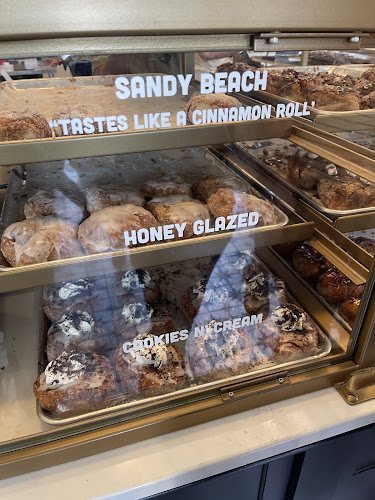 SANDY BEACH
'TASTES LIKE A CINNAMON ROLL'
HONEY GLAZED
COOKIES N' CREAM